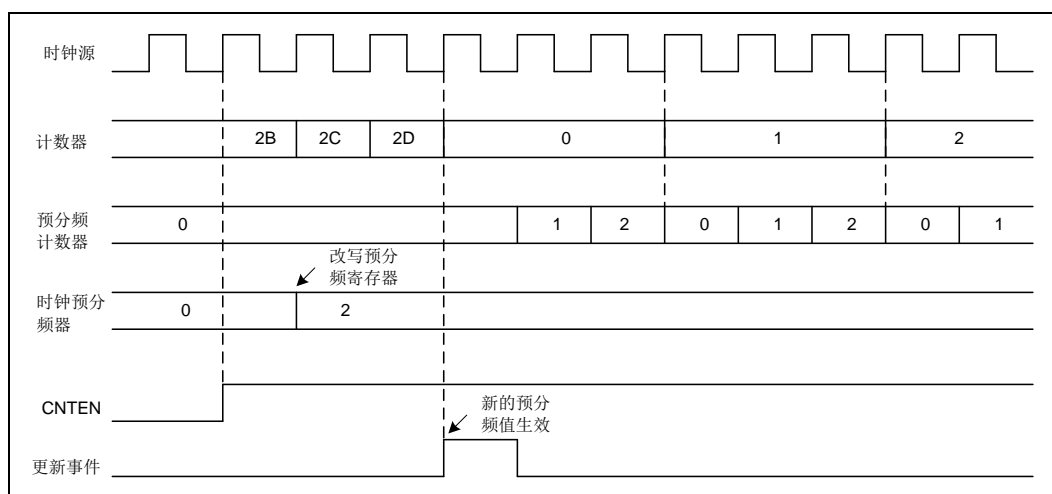 时钟源
计数器
2B 2C 2D 0 1 2
预分频
计数器
0 1 2 0 1 2 0 1
改写预分
频寄存器
时钟预分
频器
0 2
CNTEN
新的预分
频值生效
更新事件